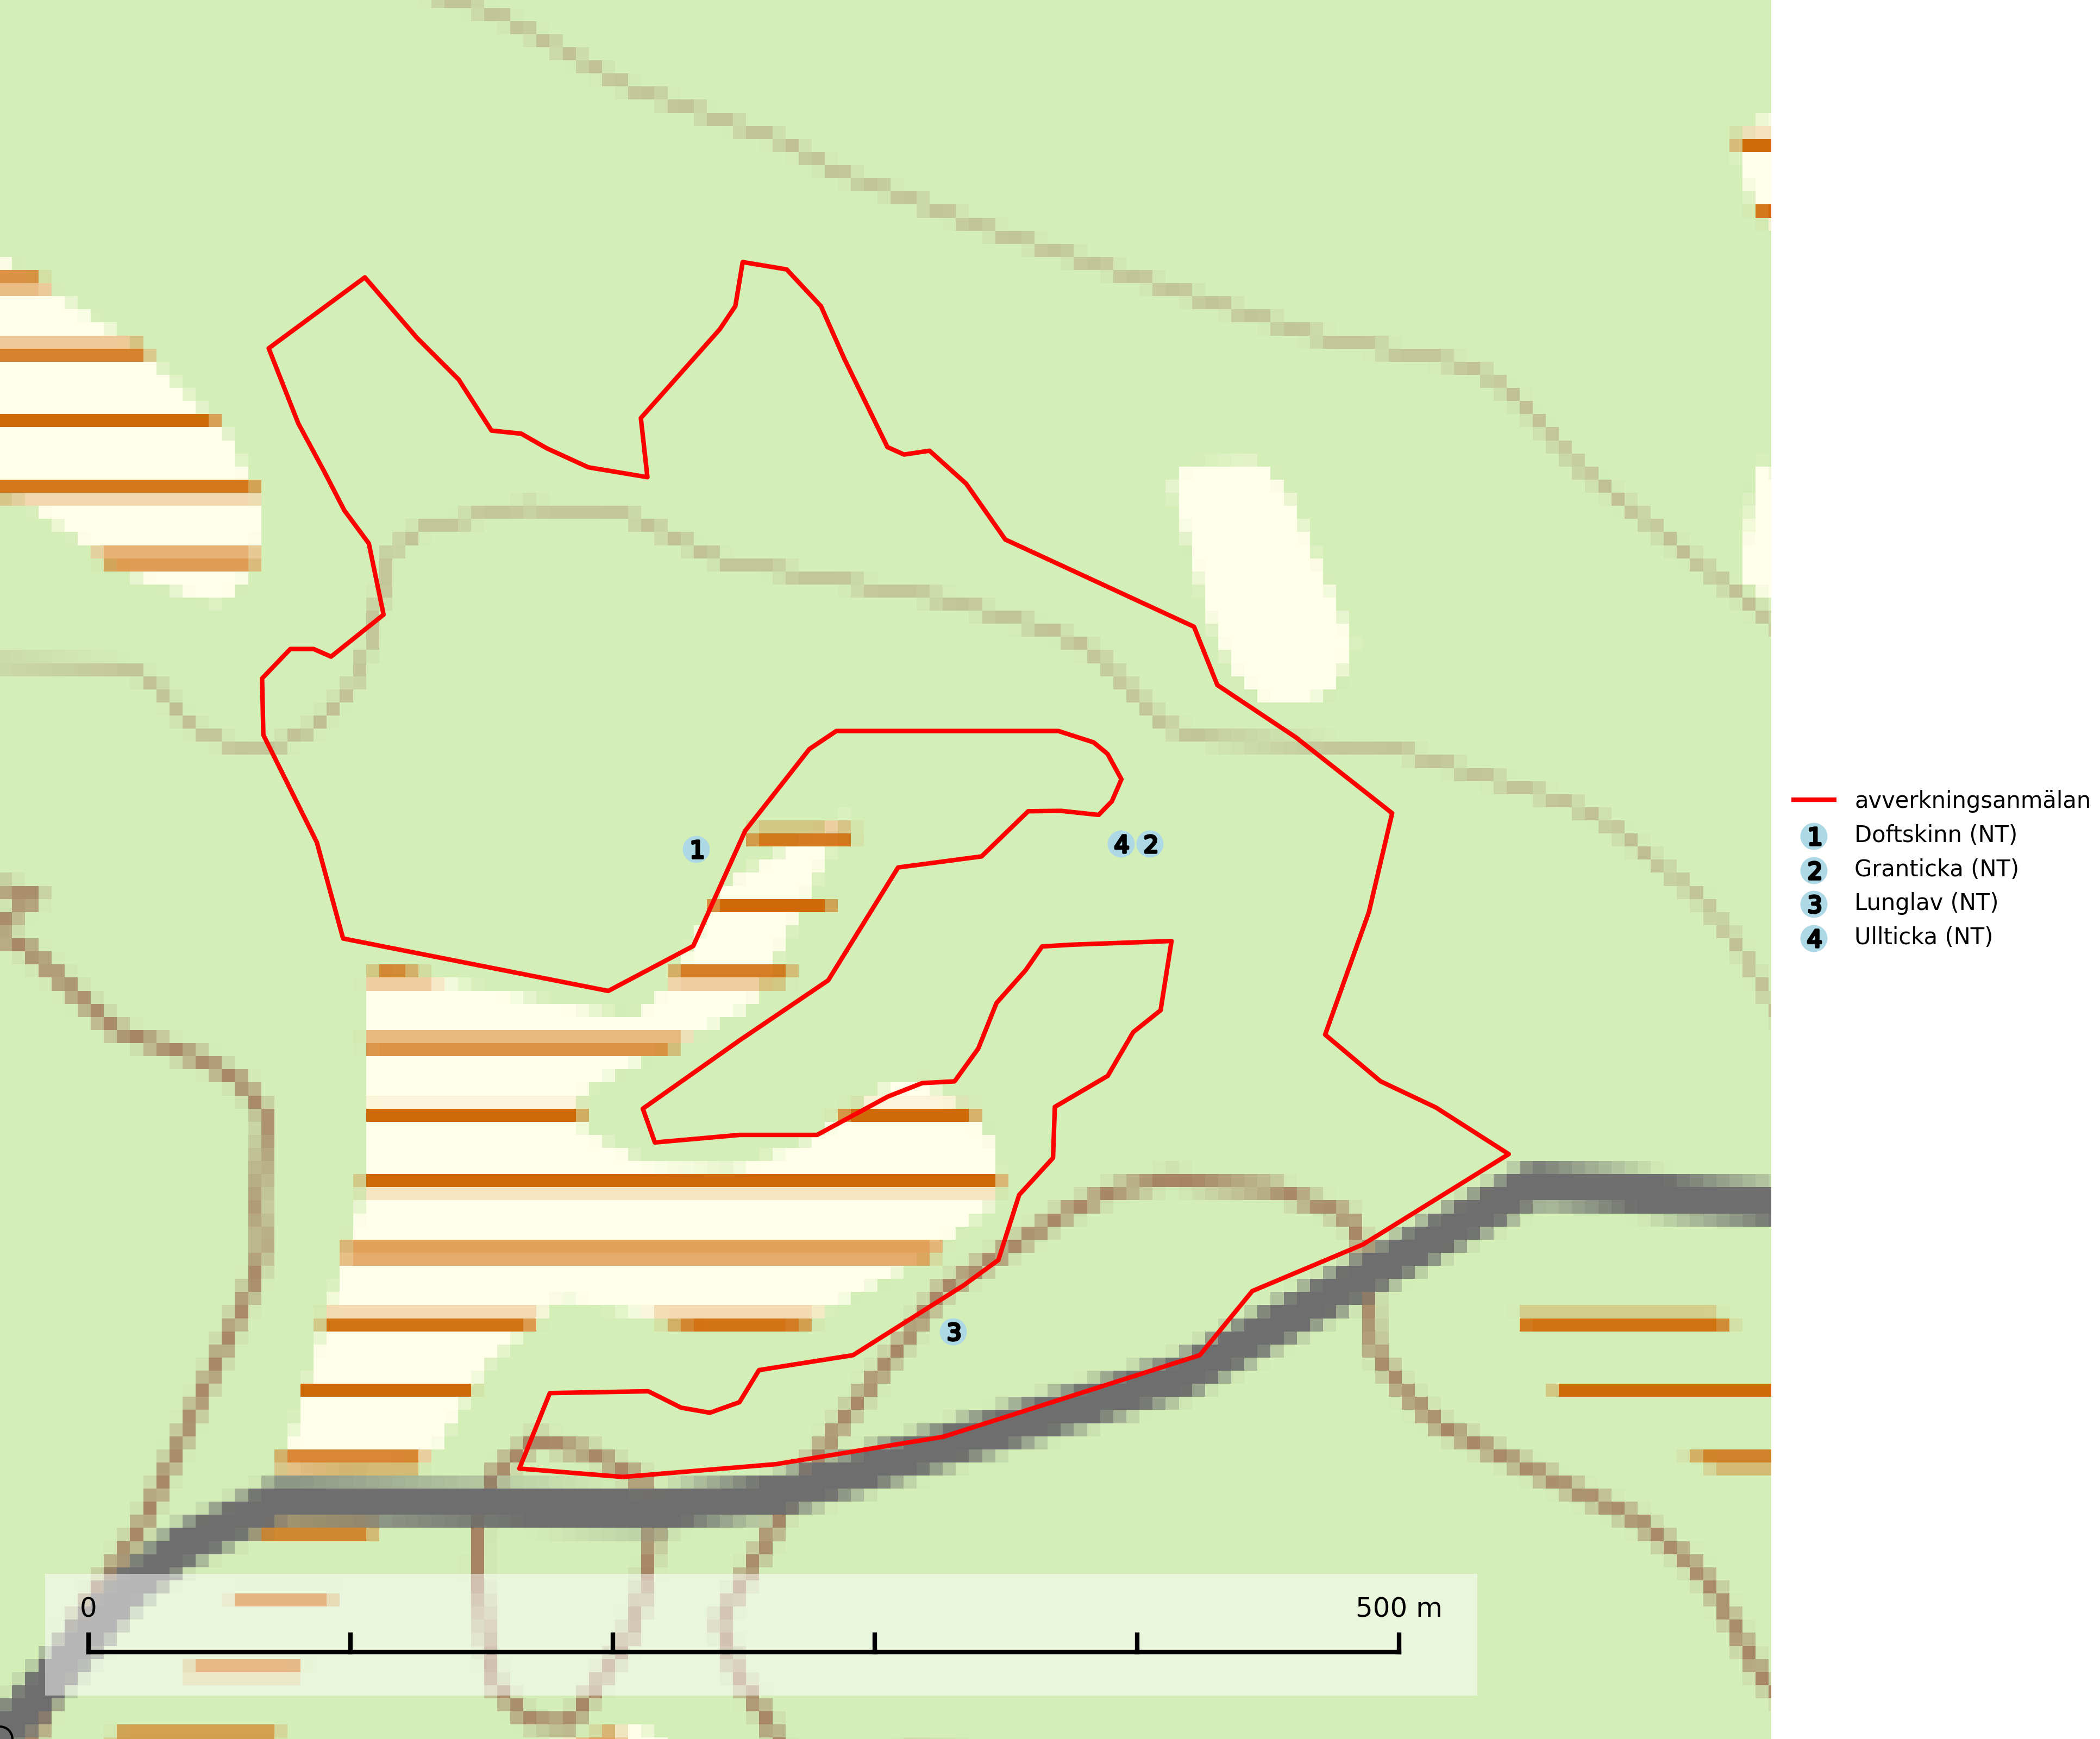 1
4 2
3
0 500 m
avverkningsanmälan
1 Doftskinn (NT)
2 Granticka (NT)
3 Lunglav (NT)
4 Ullticka (NT)